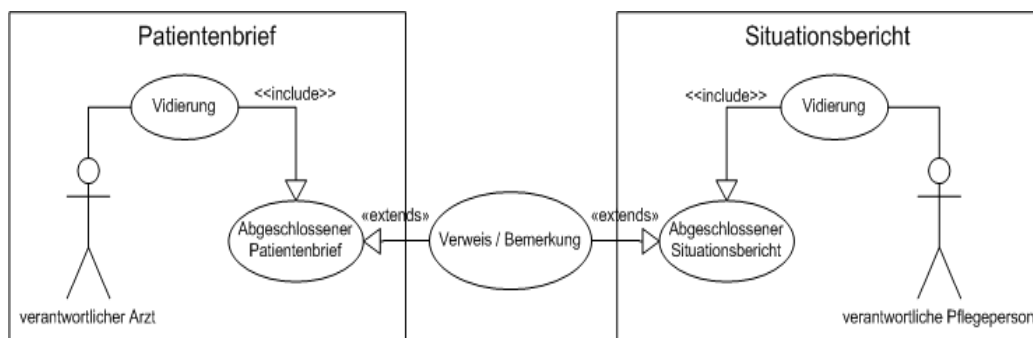 Patientenbrief
Situationsbericht
<<include>>
<<include>>
Vidierung
Vidierung
«extends»
«extends»
Abgeschlossener
Patientenbrief
Verweis / Bemerkung
Abgeschlossener
Situationsbericht
verantwortlicher Arzt
verantwortliche Pflegeperson